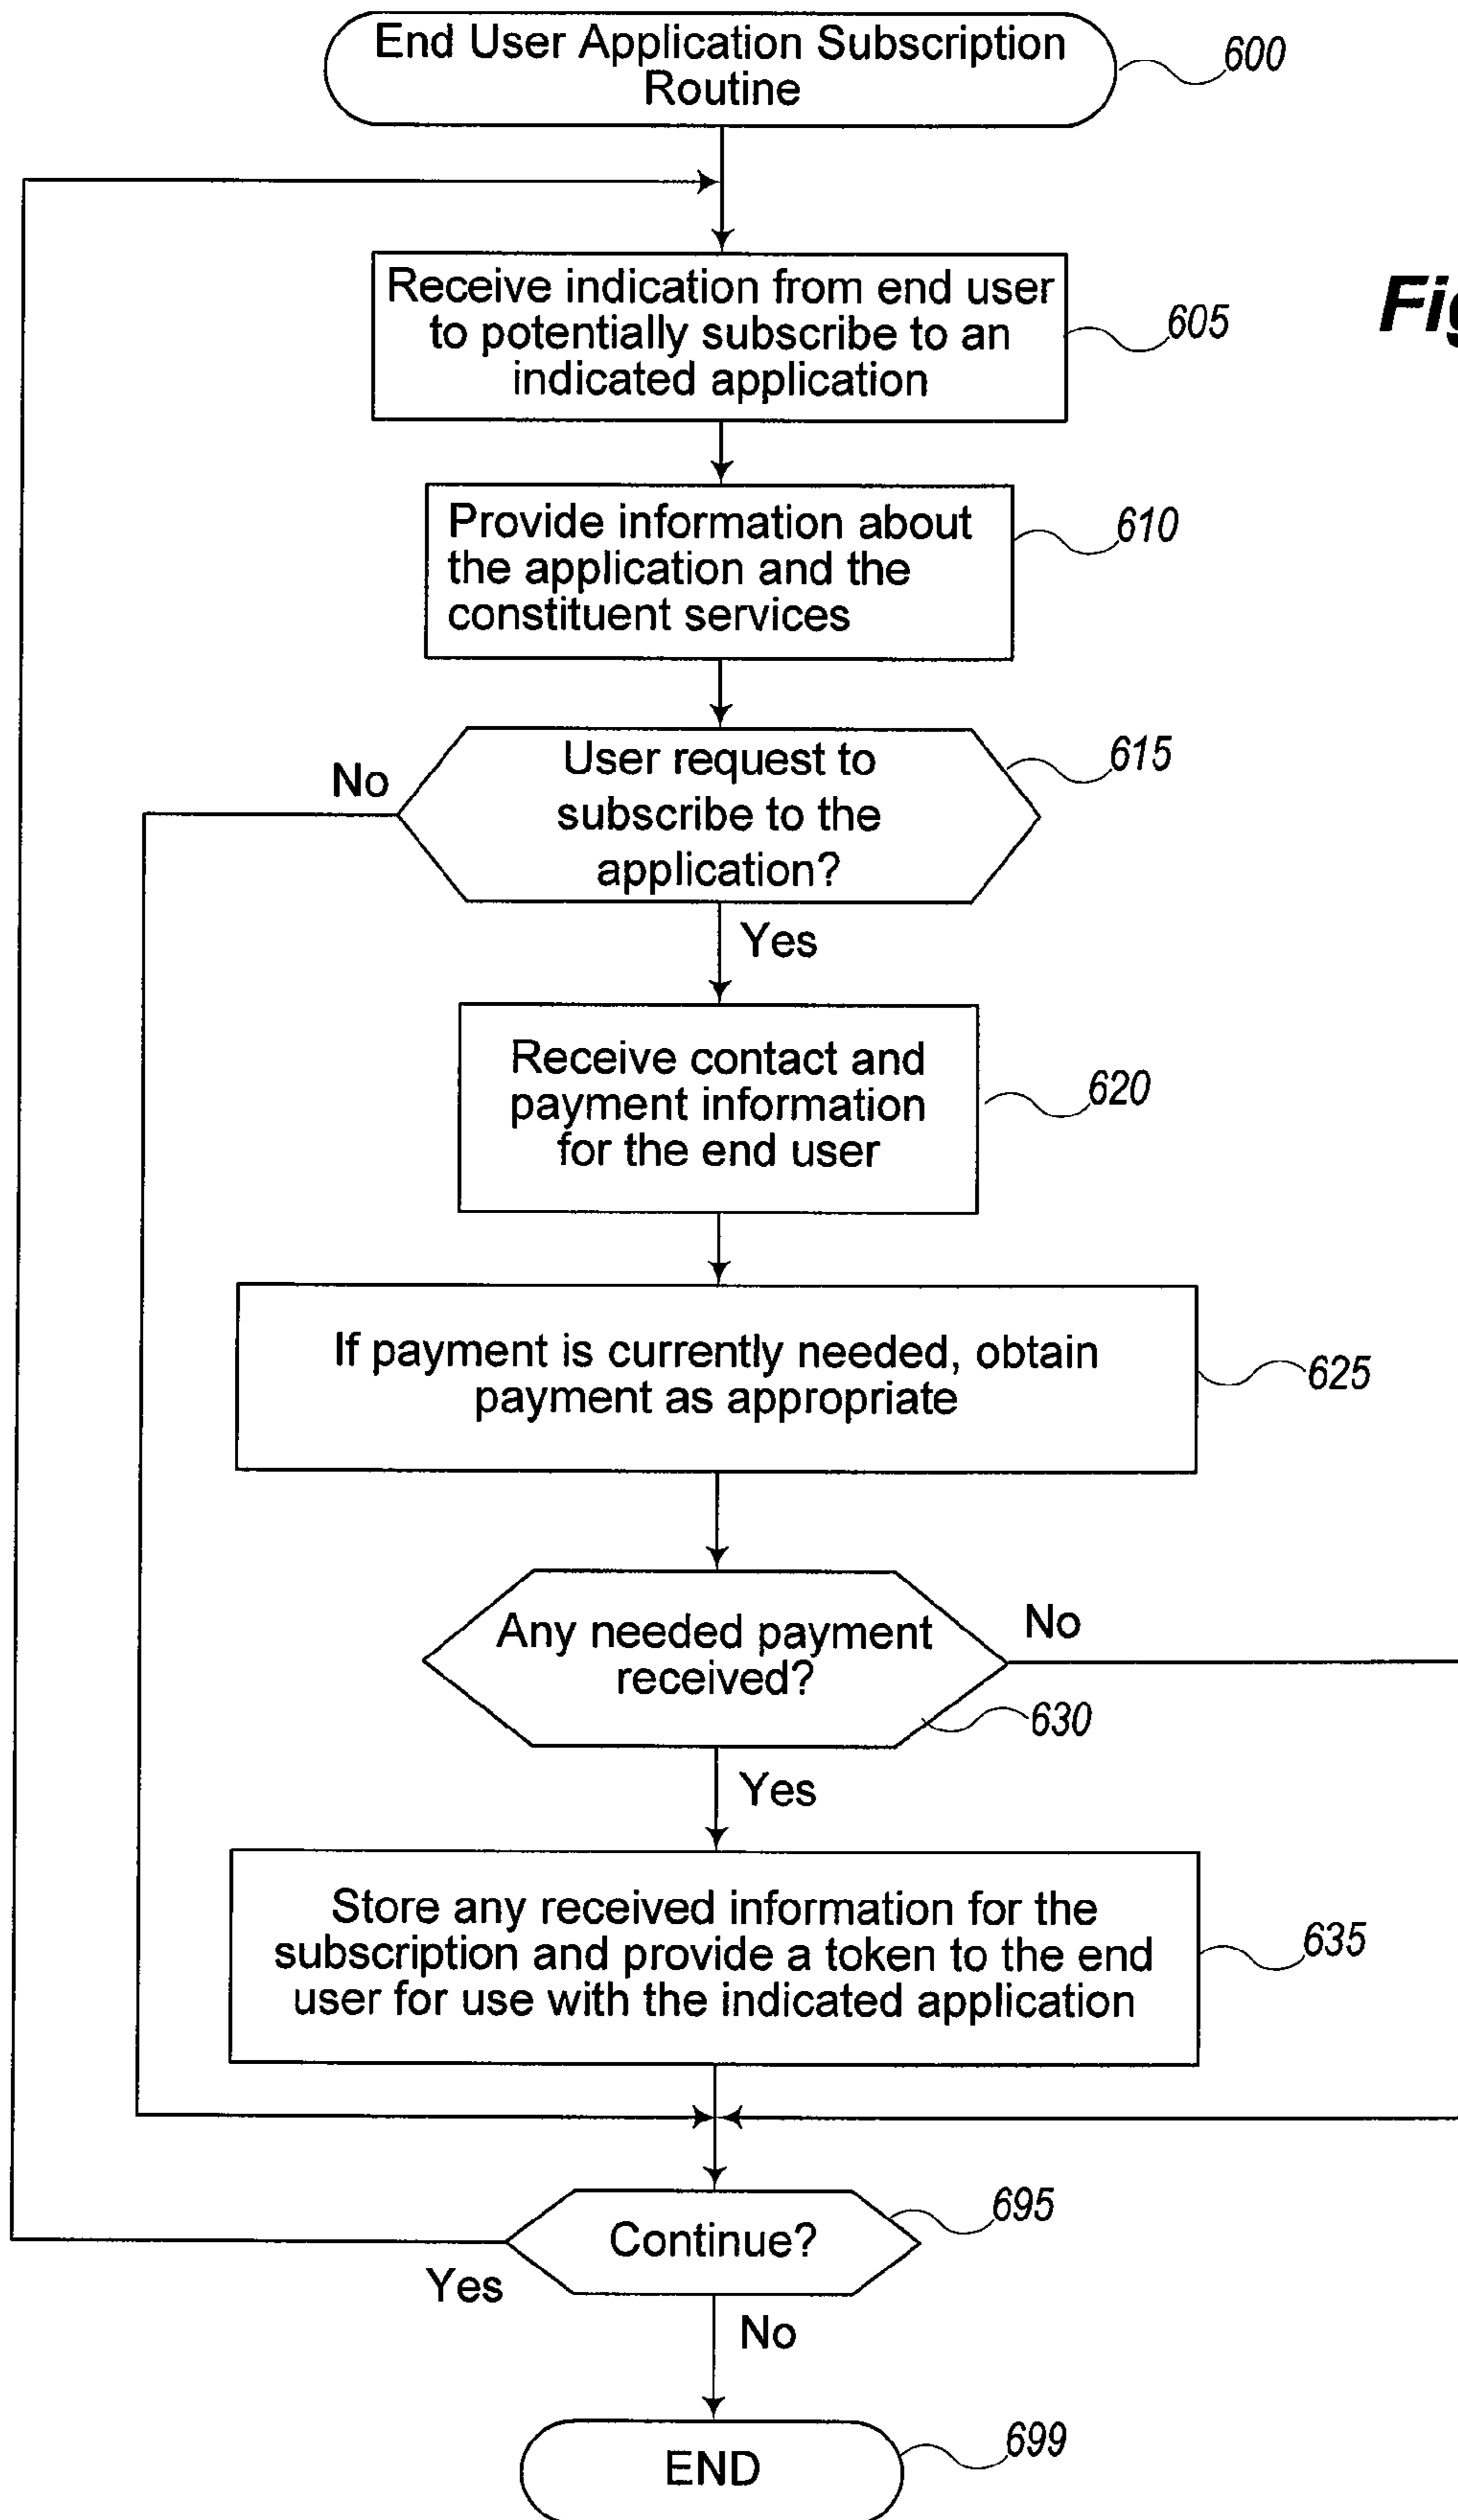 End User Application Subscription
Routine
600
Receive indication from end user
to potentially subscribe to an
indicated application
605
Provide information about
the application and the
constituent services
610
User request to
subscribe to the
application?
615
No
Yes
Receive contact and
payment information
for the end user
620
If payment is currently needed, obtain
payment as appropriate
625
Any needed payment
received?
No
630
Yes
Store any received information for the
subscription and provide a token to the end
user for use with the indicated application
635
Continue?
695
Yes
No
END
699